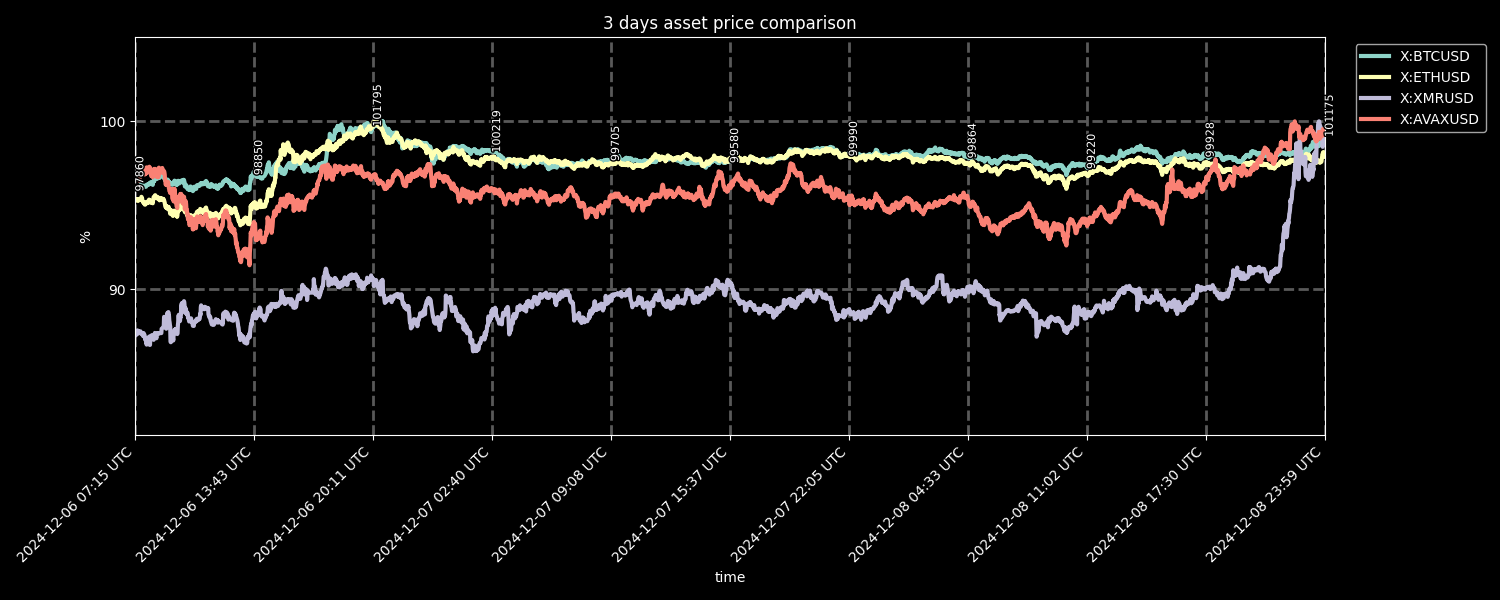 3 days asset price comparison
X:BTCUSD
X:ETHUSD
X:XMRUSD
X:AVAXUSD
100
90
%
97860
98850
101795
100219
99705
99580
99990
99864
99220
99928
101175
2024-12-06 07:15 UTC
2024-12-06 13:43 UTC
2024-12-06 20:11 UTC
2024-12-07 02:40 UTC
2024-12-07 09:08 UTC
2024-12-07 15:37 UTC
2024-12-07 22:05 UTC
2024-12-08 04:33 UTC
2024-12-08 11:02 UTC
2024-12-08 17:30 UTC
2024-12-08 23:59 UTC
time